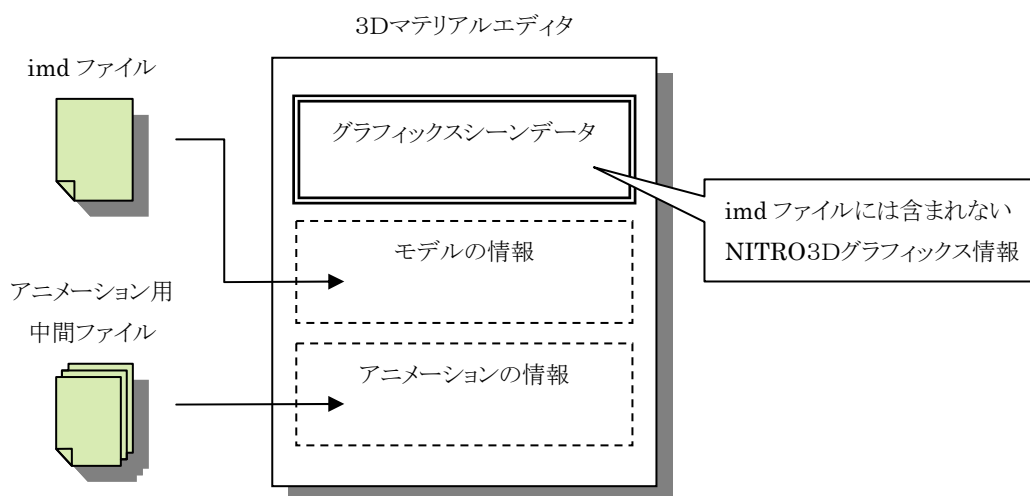 3Dマテリアルエディタ
imd ファイル
グラフィックスシーンデータ
imd ファイルには含まれない
NITRO3Dグラフィックス情報
モデルの情報
アニメーション用
中間ファイル
アニメーションの情報